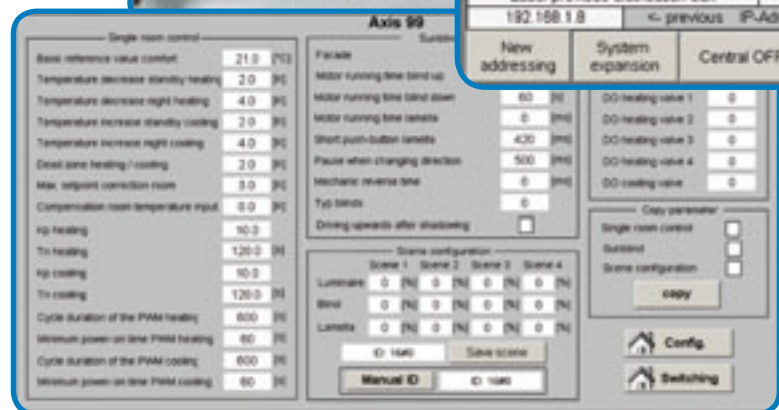 192.168.1.8 <- previous IP-Ad
New addressing
System expansion
Central OFF
Axis 99
Single room control
Basic reference value comfort 21.0 [°C]
Temperature decrease standby heating 2.0 [K]
Temperature decrease night heating 4.0 [K]
Temperature increase standby cooling 2.0 [K]
Temperature increase night cooling 4.0 [K]
Dead zone heating / cooling 2.0 [K]
Max. setpoint correction room 3.0 [K]
Compensation room temperature input 0.0 [K]
Kp heating 10.0
Tn heating 120.0 [s]
Kp cooling 10.0
Tn cooling 120.0 [s]
Cycle duration of the PWM heating 600 [s]
Minimum power on time PWM heating 60 [s]
Cycle duration of the PWM cooling 600 [s]
Minimum power on time PWM cooling 60 [s]
Sunblind
Facade
Motor running time blind up
Motor running time blind down 60 [s]
Motor running time lamella 0 [ms]
Short push-button lamella 420 [ms]
Pause when changing direction 500 [ms]
Mechanic reverse time 0 [ms]
Typ blinds 0
Driving upwards after shadowing
Scene configuration
Scene 1 Scene 2 Scene 3 Scene 4
Luminaire 0 [%] 0 [%] 0 [%] 0 [%]
Blind 0 [%] 0 [%] 0 [%] 0 [%]
Lamella 0 [%] 0 [%] 0 [%] 0 [%]
ID: 16#0 Save scene
Manual ID ID: 16#0
DO heating valve 1 0
DO heating valve 2 0
DO heating valve 3 0
DO heating valve 4 0
DO cooling valve 0
Copy parameter
Single room control
Sunblind
Scene configuration
copy
Config.
Switching